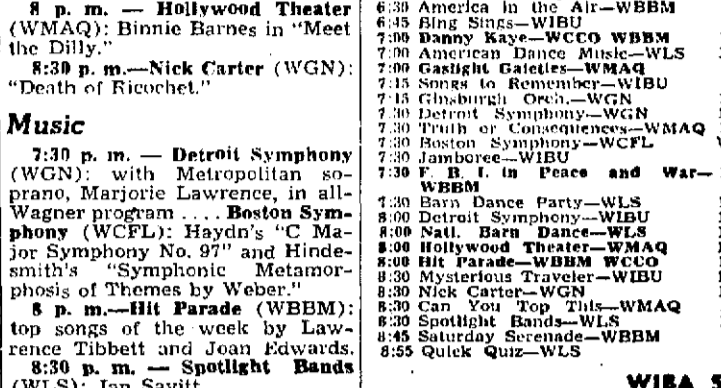 8 p. m. — Hollywood Theater
(WMAQ): Binnie Barnes in "Meet
the Dilly."
8:30 p. m.—Nick Carter (WGN):
"Death of Ricochet."
Music
7:30 p. m. — Detroit Symphony
(WGN): with Metropolitan so-
prano, Marjorie Lawrence, in all-
Wagner program .... Boston Sym-
phony (WCFL): Haydn's "C Ma-
jor Symphony No. 97" and Hinde-
smith's "Symphonic Metamor-
phosis of Themes by Weber."
8 p. m.—Hit Parade (WBBM):
top songs of the week by Law-
rence Tibbett and Joan Edwards.
8:30 p. m. — Spotlight Bands
(WLS): Jan Savitt
6:30 America in the Air—WBBM
6:45 Bing Sings—WIBU
7:00 Danny Kaye—WCCO WBBM
7:00 American Dance Music—WLS
7:00 Gaslight Gaieties—WMAQ
7:15 Songs to Remember—WIBU
7:15 Ginsburgh Orch.—WGN
7:30 Detroit Symphony—WGN
7:30 Truth or Consequences—WMAQ
7:30 Boston Symphony—WCFL
7:30 Jamboree—WIBU
7:30 F. B. I. in Peace and War—
WBBM
7:30 Barn Dance Party—WLS
8:00 Detroit Symphony—WIBU
8:00 Natl. Barn Dance—WLS
8:00 Hollywood Theater—WMAQ
8:00 Hit Parade—WBBM WCCO
8:30 Mysterious Traveler—WIBU
8:30 Nick Carter—WGN
8:30 Can You Top This—WMAQ
8:30 Spotlight Bands—WLS
8:45 Saturday Serenade—WBBM
8:55 Quick Quiz—WLS
WIBA